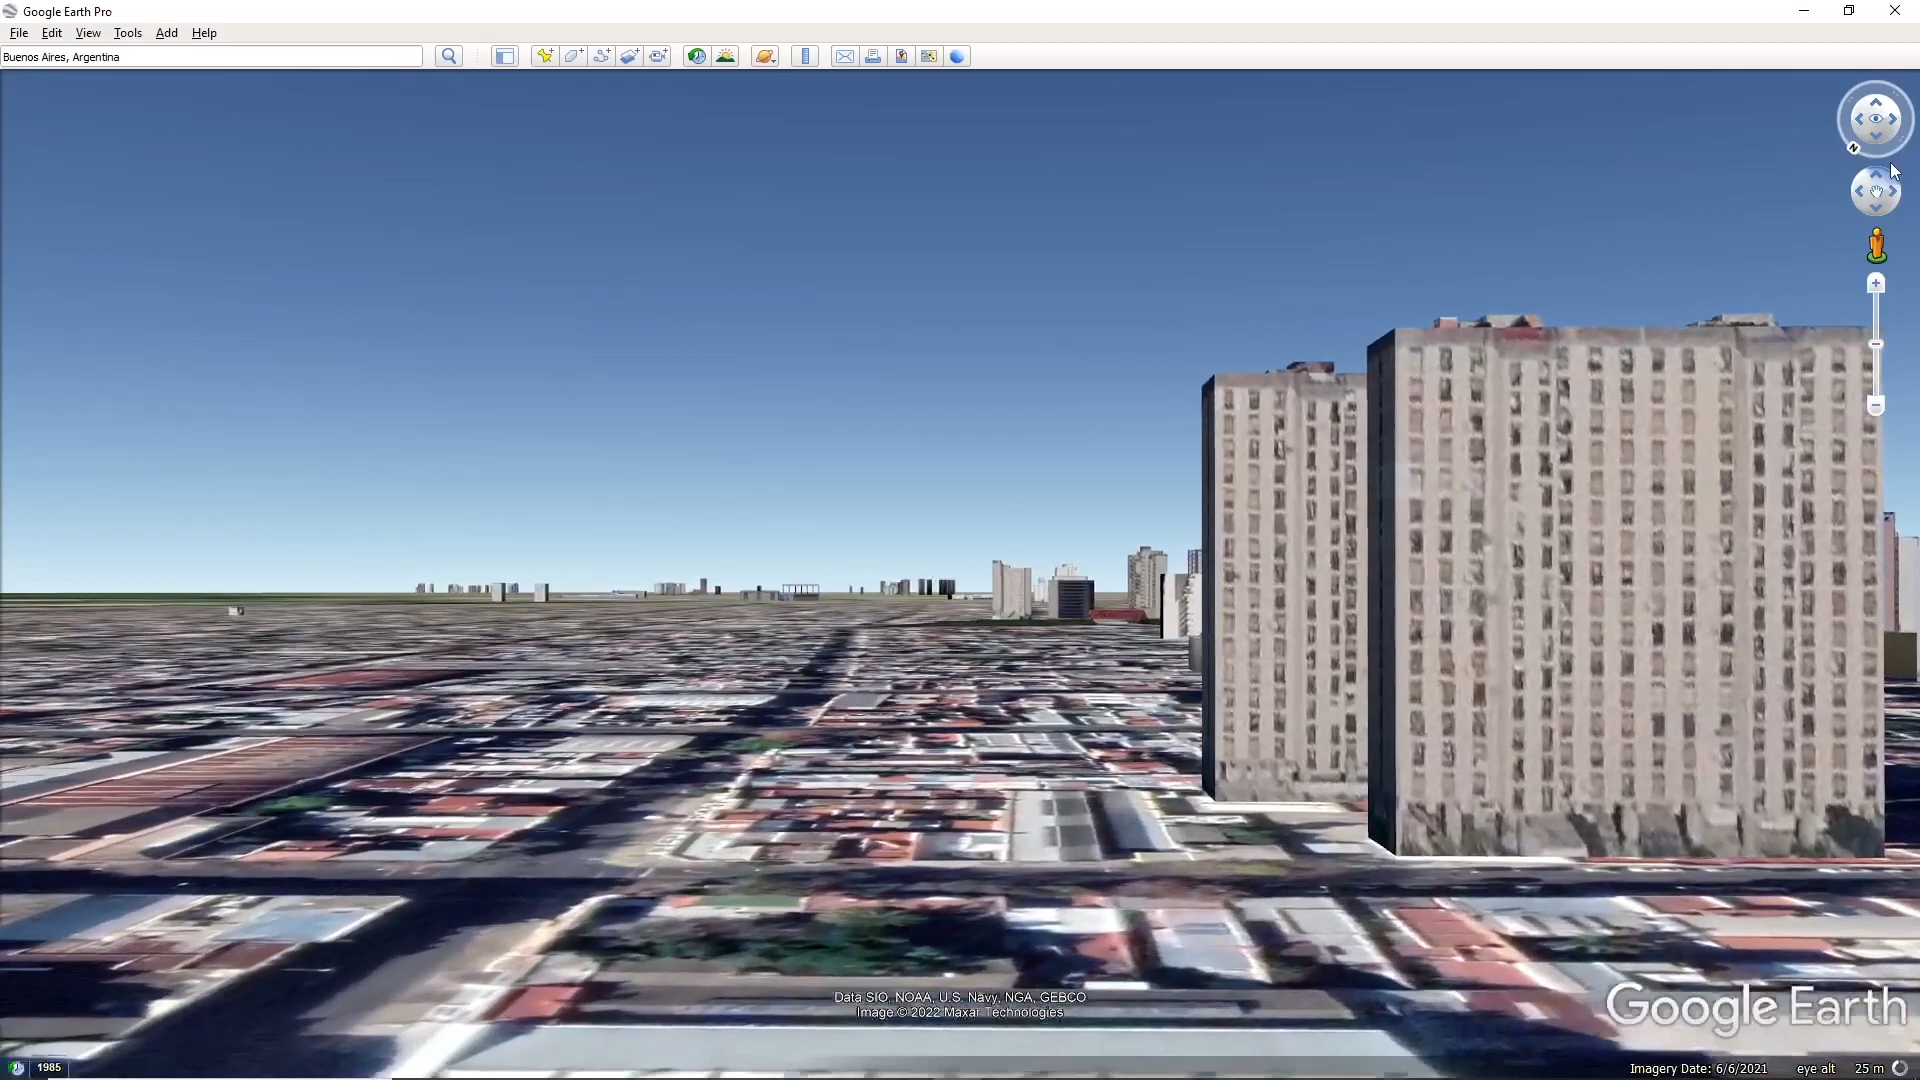 Google Earth Pro
File Edit View Tools Add Help
Buenos Aires, Argentina
N
Data SIO, NOAA, U.S. Navy, NGA, GEBCO
Image © 2022 Maxar Technologies
Google Earth
1985
Imagery Date: 6/6/2021 eye alt 25 m